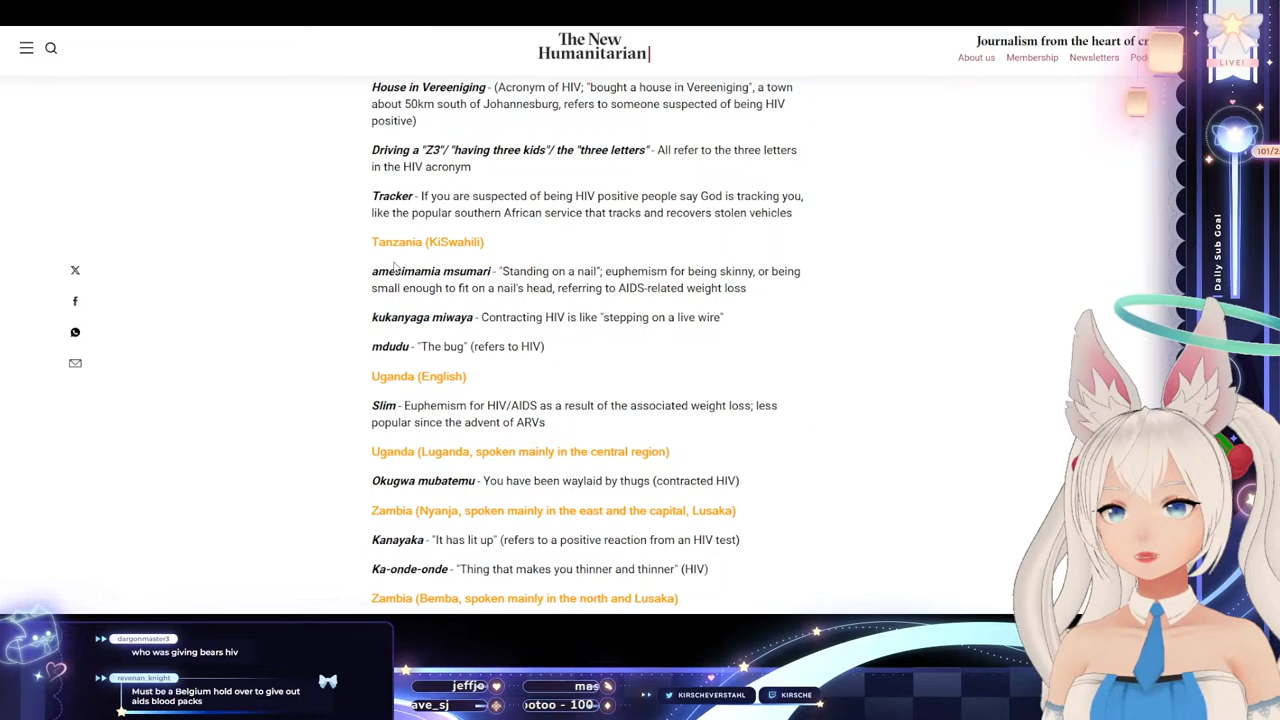 The New
Humanitarian
Journalism from the heart of cr
About us Membership Newsletters Pod
LIVE!
House in Vereeniging - (Acronym of HIV; "bought a house in Vereeniging", a town
about 50km south of Johannesburg, refers to someone suspected of being HIV
positive)
Driving a "Z3"/ "having three kids"/ the "three letters" - All refer to the three letters
in the HIV acronym
Tracker - If you are suspected of being HIV positive people say God is tracking you,
like the popular southern African service that tracks and recovers stolen vehicles
Tanzania (KiSwahili)
amesimamia msumari - "Standing on a nail"; euphemism for being skinny, or being
small enough to fit on a nail's head, referring to AIDS-related weight loss
kukanyaga miwaya - Contracting HIV is like "stepping on a live wire"
mdudu - "The bug" (refers to HIV)
Uganda (English)
Slim - Euphemism for HIV/AIDS as a result of the associated weight loss; less
popular since the advent of ARVs
Uganda (Luganda, spoken mainly in the central region)
Okugwa mubatemu - You have been waylaid by thugs (contracted HIV)
Zambia (Nyanja, spoken mainly in the east and the capital, Lusaka)
Kanayaka - "It has lit up" (refers to a positive reaction from an HIV test)
Ka-onde-onde - "Thing that makes you thinner and thinner" (HIV)
Zambia (Bemba, spoken mainly in the north and Lusaka)
101/2
Daily Sub Goal
dargonmaster3
who was giving bears hiv
revenan_knight
Must be a Belgium hold over to give out
aids blood packs
jeffjo
mas
ave_sj
otoo - 100
KIRSCHEVERSTAHL
KIRSCHE